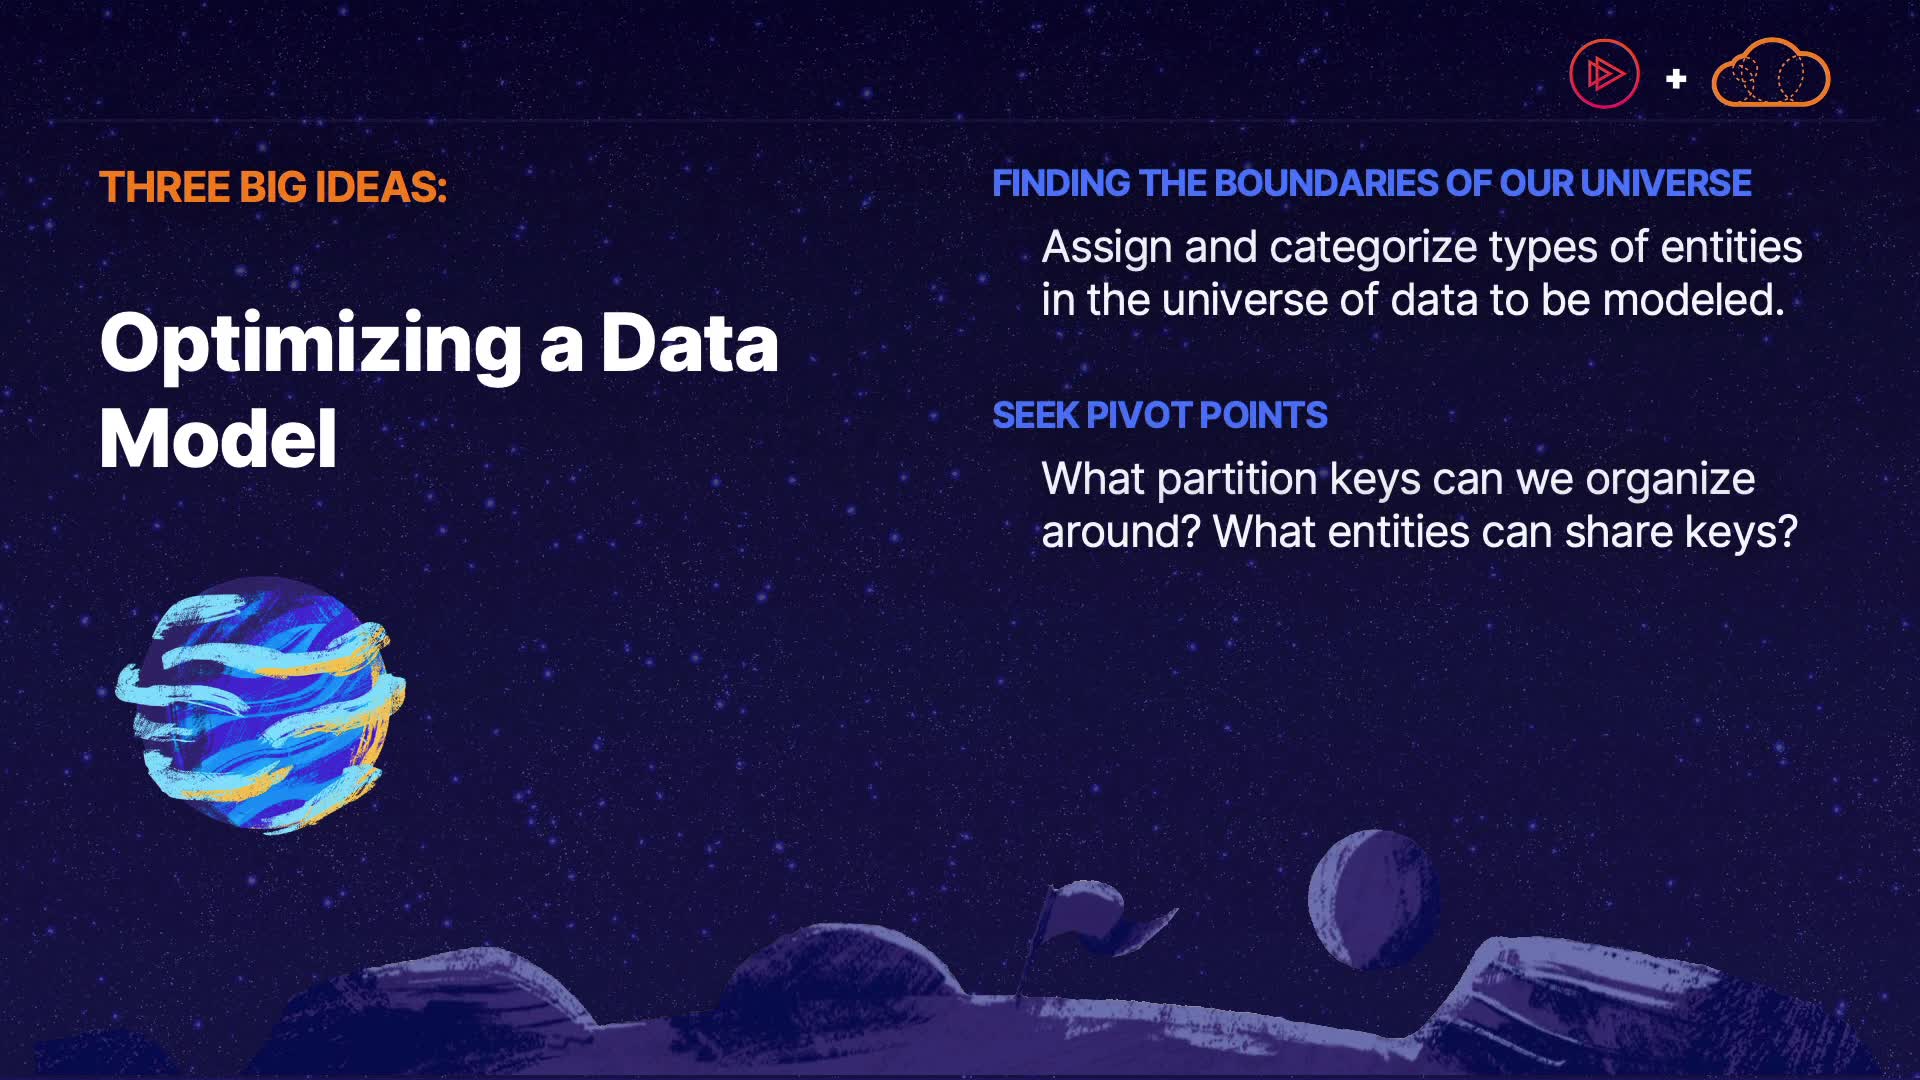 THREE BIG IDEAS:
Optimizing a Data
Model
FINDING THE BOUNDARIES OF OUR UNIVERSE
Assign and categorize types of entities
in the universe of data to be modeled.
SEEK PIVOT POINTS
What partition keys can we organize
around? What entities can share keys?